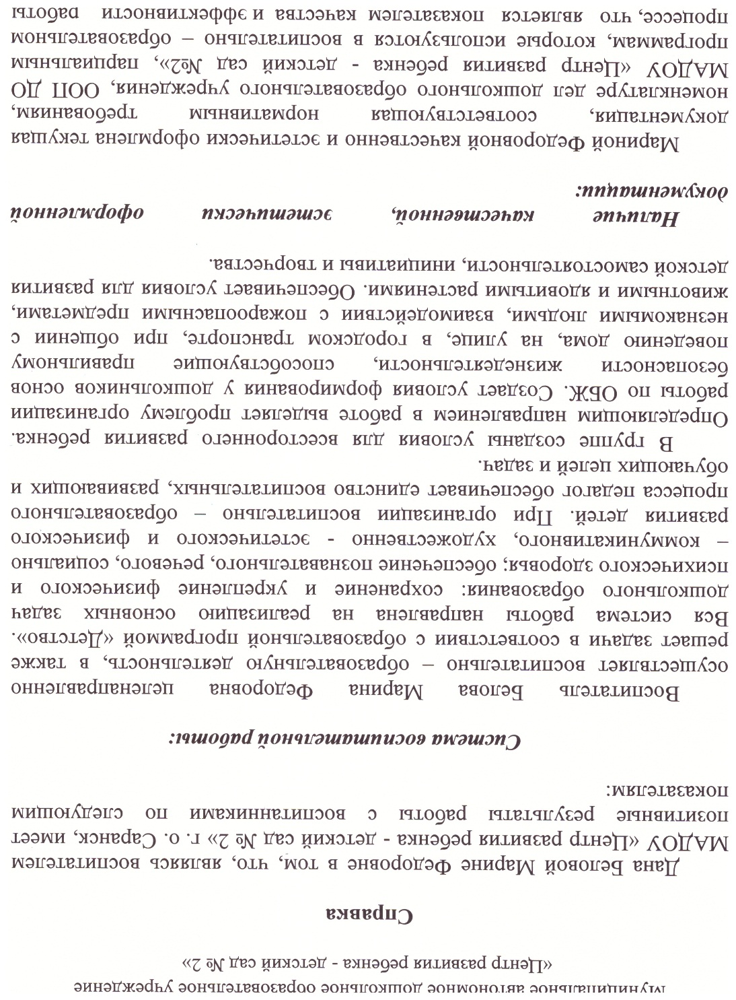 Муниципальное автономное дошкольное образовательное учреждение
«Центр развития ребенка - детский сад № 2»
Справка
Дана Беловой Марине Федоровне в том, что, являясь воспитателем
МАДОУ «Центр развития ребенка - детский сад № 2» г. о. Саранск, имеет
позитивные результаты работы с воспитанниками по следующим
показателям:
Система воспитательной работы:
Воспитатель Белова Марина Федоровна целенаправленно
осуществляет воспитательно – образовательную деятельность, в также
решает задачи в соответствии с образовательной программой «Детство».
Вся система работы направлена на реализацию основных задач
дошкольного образования: сохранение и укрепление физического и
психического здоровья; обеспечение познавательного, речевого, социально
– коммуникативного, художественно - эстетического и физического
развития детей. При организации воспитательно – образовательного
процесса педагог обеспечивает единство воспитательных, развивающих и
обучающих целей и задач.
В группе созданы условия для всестороннего развития ребенка.
Определяющим направлением в работе выделяет проблему организации
работы по ОБЖ. Создает условия формирования у дошкольников основ
безопасности жизнедеятельности, способствующие правильному
поведению дома, на улице, в городском транспорте, при общении с
незнакомыми людьми, взаимодействии с пожароопасными предметами,
животными и ядовитыми растениями. Обеспечивает условия для развития
детской самостоятельности, инициативы и творчества.
Наличие качественной, эстетически оформленной
документации:
Мариной Федоровной качественно и эстетически оформлена текущая
документация, соответствующая нормативным требованиям,
номенклатуре дел дошкольного образовательного учреждения, ООП ДО
МАДОУ «Центр развития ребенка - детский сад №2», парциальным
программам, которые используются в воспитательно – образовательном
процессе, что является показателем качества и эффективности работы